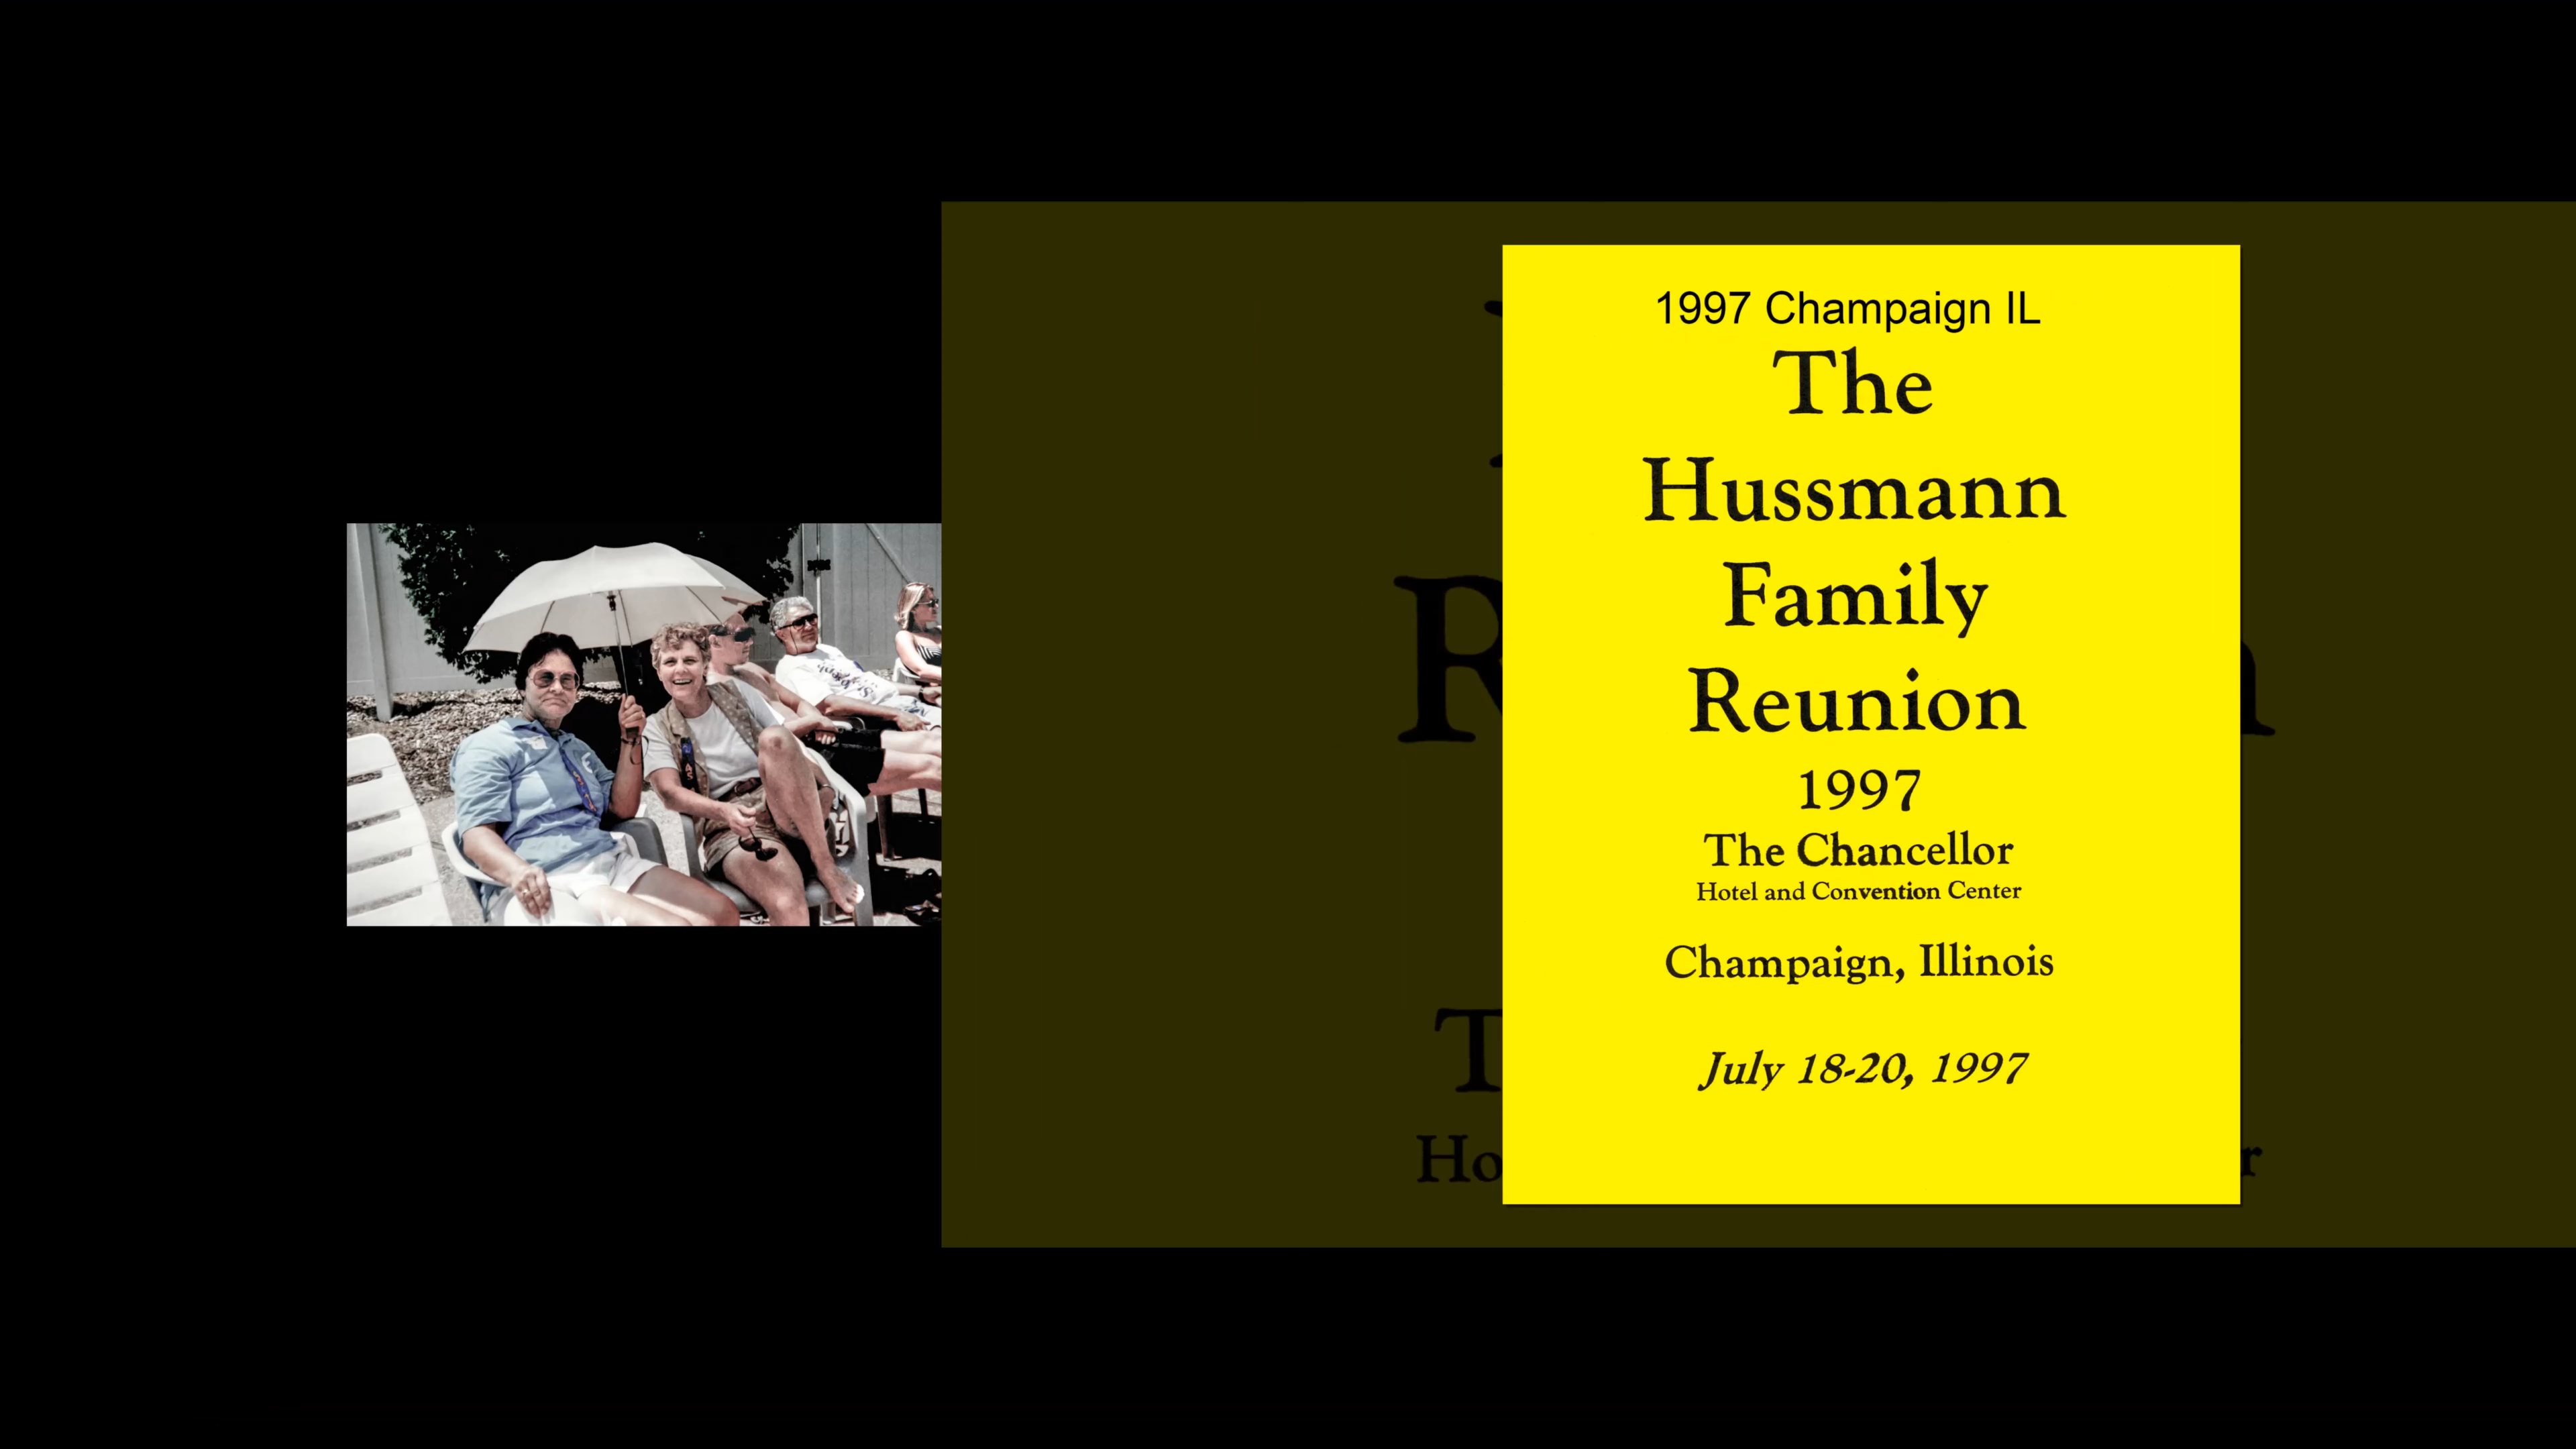 1997 Champaign IL
The
Hussmann
Family
Reunion
1997
The Chancellor
Hotel and Convention Center
Champaign, Illinois
July 18-20, 1997